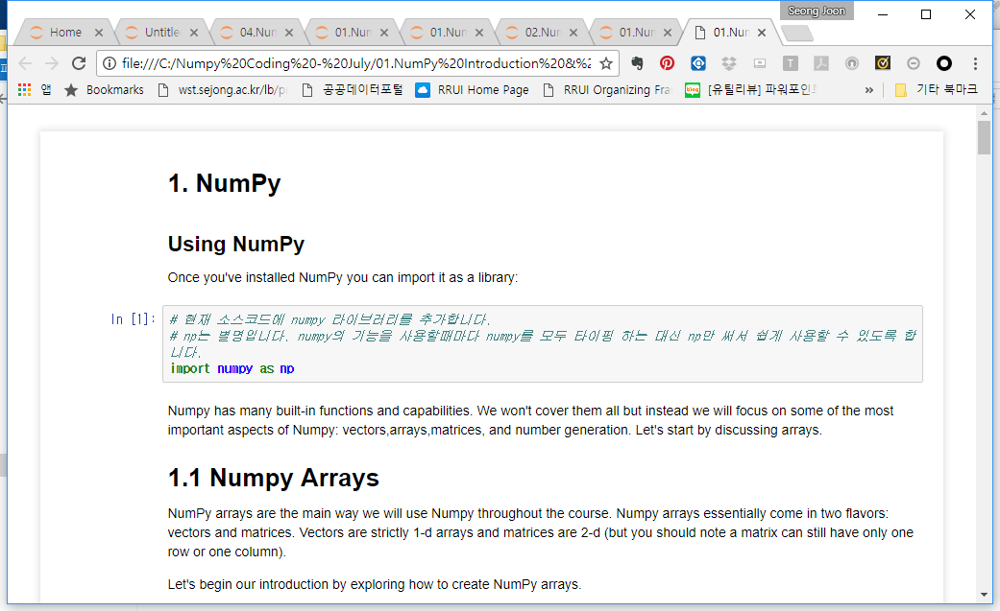 Seong Joon
Home
Untitle
04.Nun
01.Nun
01.Nun
02.Nun
01.Nun
01.Nun
file:///C:/Numpy%20Coding%20-%20July/01.NumPy%20Introduction%20&%2
앱
Bookmarks
wst.sejong.ac.kr/lb/p
공공데이터포털
RRUI Home Page
RRUI Organizing Fra
[유틸리뷰] 파워포인
»
기타 북마크
1. NumPy
Using NumPy
Once you've installed NumPy you can import it as a library:
In [1]:
# 현재 소스코드에 numpy 라이브러리를 추가합니다.
# np는 별명입니다. numpy의 기능을 사용할때마다 numpy를 모두 타이핑 하는 대신 np만 써서 쉽게 사용할 수 있도록 합
니다.
import numpy as np
Numpy has many built-in functions and capabilities. We won't cover them all but instead we will focus on some of the most
important aspects of Numpy: vectors,arrays,matrices, and number generation. Let's start by discussing arrays.
1.1 Numpy Arrays
NumPy arrays are the main way we will use Numpy throughout the course. Numpy arrays essentially come in two flavors:
vectors and matrices. Vectors are strictly 1-d arrays and matrices are 2-d (but you should note a matrix can still have only one
row or one column).
Let's begin our introduction by exploring how to create NumPy arrays.